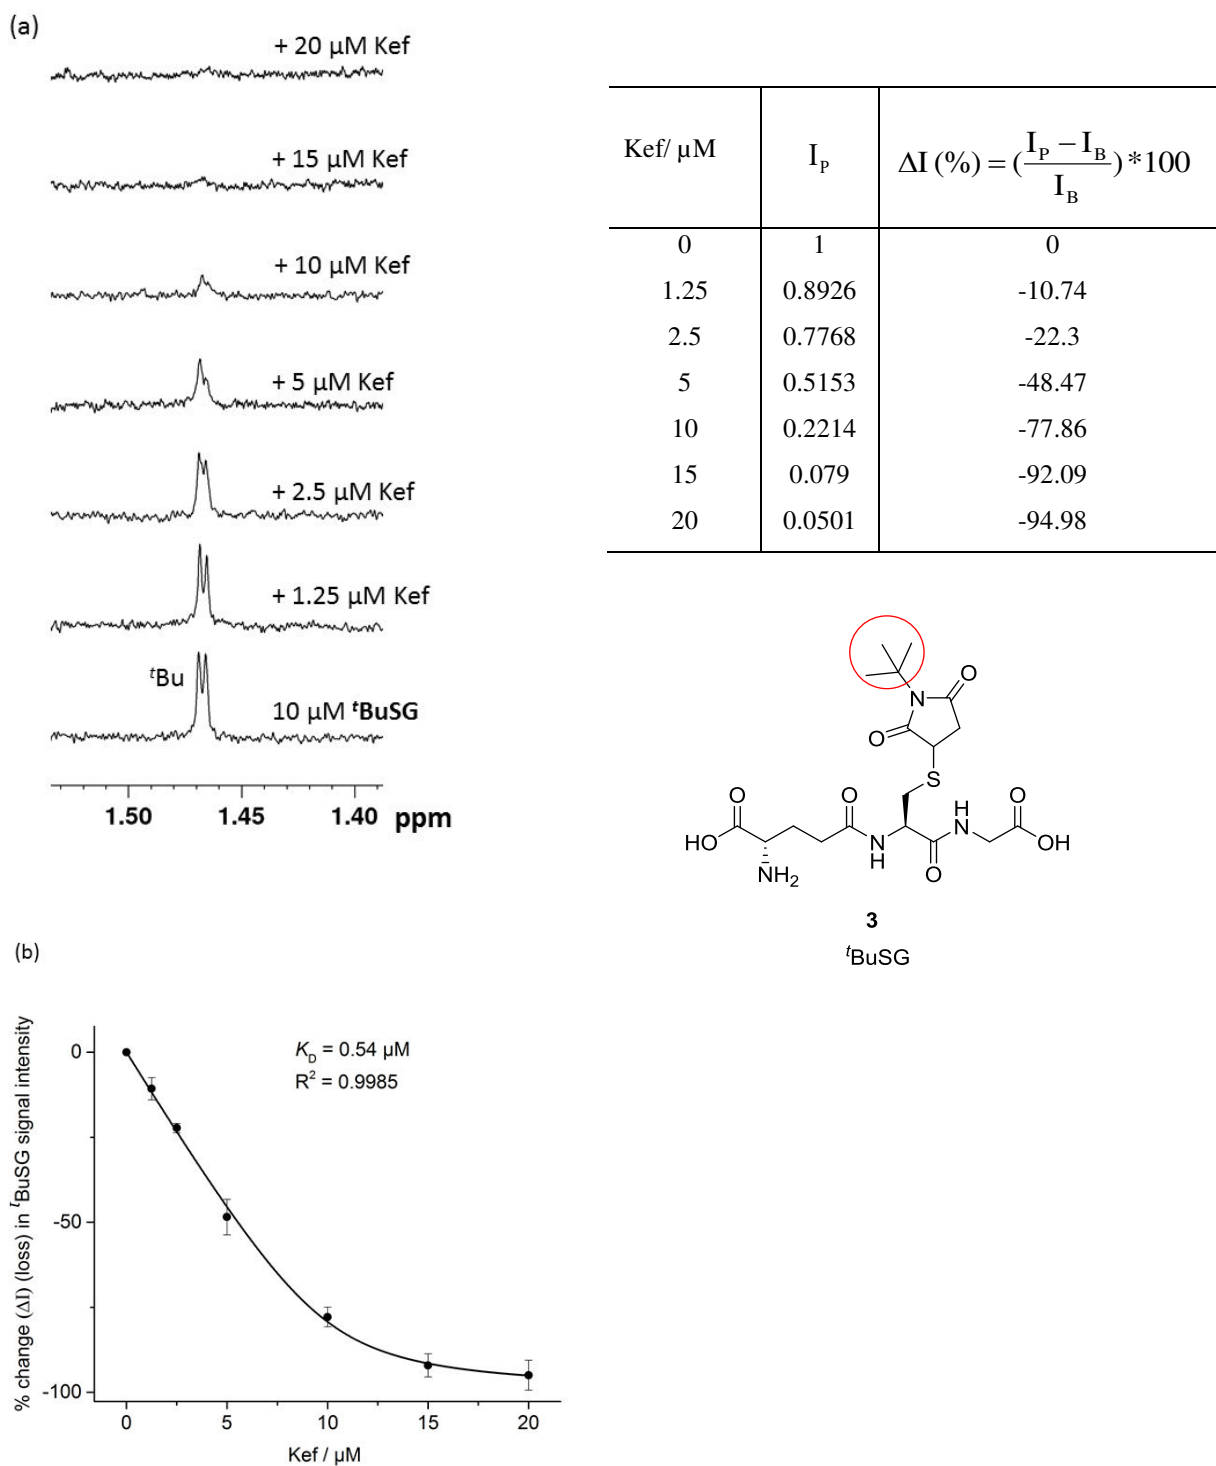 (a)
+ 20 µM Kef
+ 15 µM Kef
+ 10 µM Kef
+ 5 µM Kef
+ 2.5 µM Kef
+ 1.25 µM Kef
ᵗBu
10 µM ᵗBuSG
1.50 1.45 1.40 ppm
Kef/ µM I_P ΔI (%) = (\frac{I_P − I_B}{I_B})*100
0 1 0
1.25 0.8926 -10.74
2.5 0.7768 -22.3
5 0.5153 -48.47
10 0.2214 -77.86
15 0.079 -92.09
20 0.0501 -94.98
N O
O
S
O O H N O
HO N H OH
NH₂ O
3
ᵗBuSG
(b)
% change (ΔI) (loss) in ᵗBuSG signal intensity
K_D = 0.54 µM
R² = 0.9985
0
-50
-100
0 5 10 15 20
Kef / µM